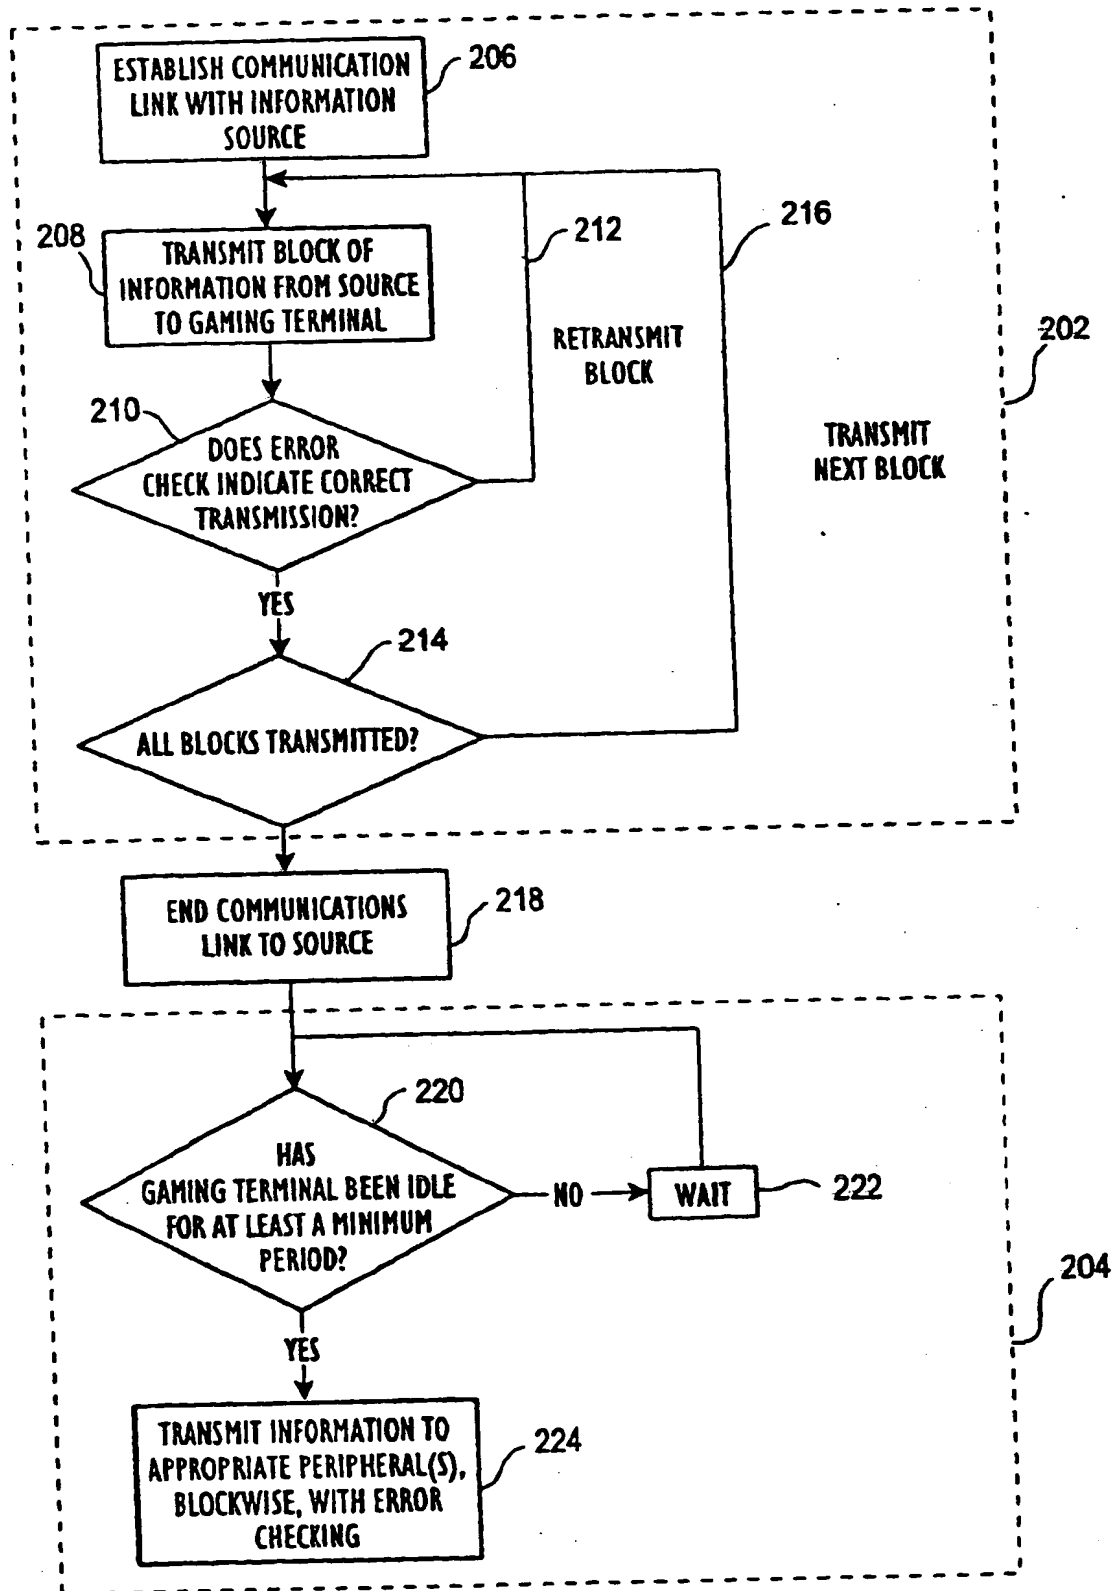 ESTABLISH COMMUNICATION
LINK WITH INFORMATION
SOURCE
206
208
TRANSMIT BLOCK OF
INFORMATION FROM SOURCE
TO GAMING TERMINAL
212
216
RETRANSMIT
BLOCK
202
210
DOES ERROR
CHECK INDICATE CORRECT
TRANSMISSION?
TRANSMIT
NEXT BLOCK
YES
214
ALL BLOCKS TRANSMITTED?
218
END COMMUNICATIONS
LINK TO SOURCE
220
HAS
GAMING TERMINAL BEEN IDLE
FOR AT LEAST A MINIMUM
PERIOD?
NO
WAIT
222
204
YES
TRANSMIT INFORMATION TO
APPROPRIATE PERIPHERAL(S),
BLOCKWISE, WITH ERROR
CHECKING
224